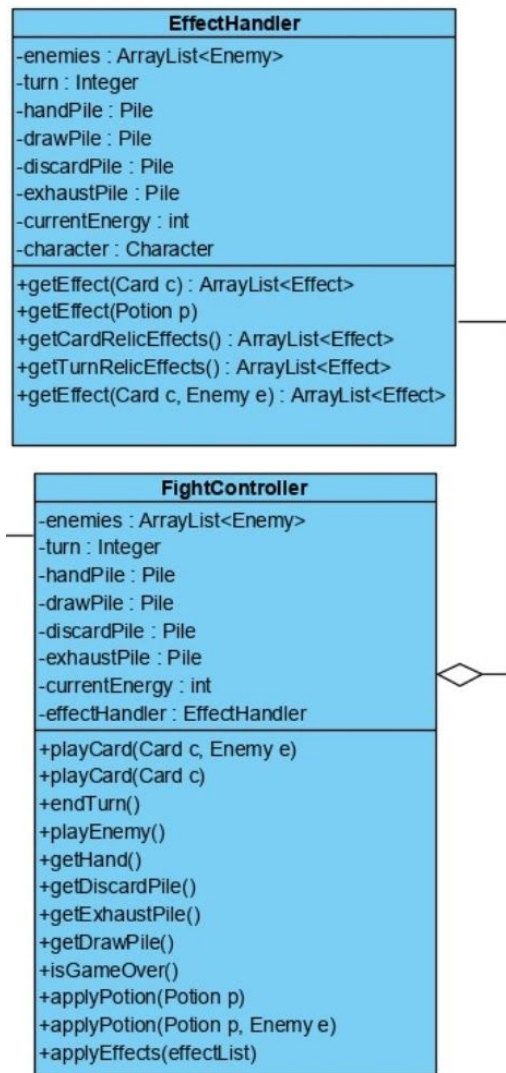 EffectHandler
-enemies : ArrayList<Enemy>
-turn : Integer
-handPile : Pile
-drawPile : Pile
-discardPile : Pile
-exhaustPile : Pile
-currentEnergy : int
-character : Character
+getEffect(Card c) : ArrayList<Effect>
+getEffect(Potion p)
+getCardRelicEffects() : ArrayList<Effect>
+getTurnRelicEffects() : ArrayList<Effect>
+getEffect(Card c, Enemy e) : ArrayList<Effect>
FightController
-enemies : ArrayList<Enemy>
-turn : Integer
-handPile : Pile
-drawPile : Pile
-discardPile : Pile
-exhaustPile : Pile
-currentEnergy : int
-effectHandler : EffectHandler
+playCard(Card c, Enemy e)
+playCard(Card c)
+endTurn()
+playEnemy()
+getHand()
+getDiscardPile()
+getExhaustPile()
+getDrawPile()
+isGameOver()
+applyPotion(Potion p)
+applyPotion(Potion p, Enemy e)
+applyEffects(effectList)